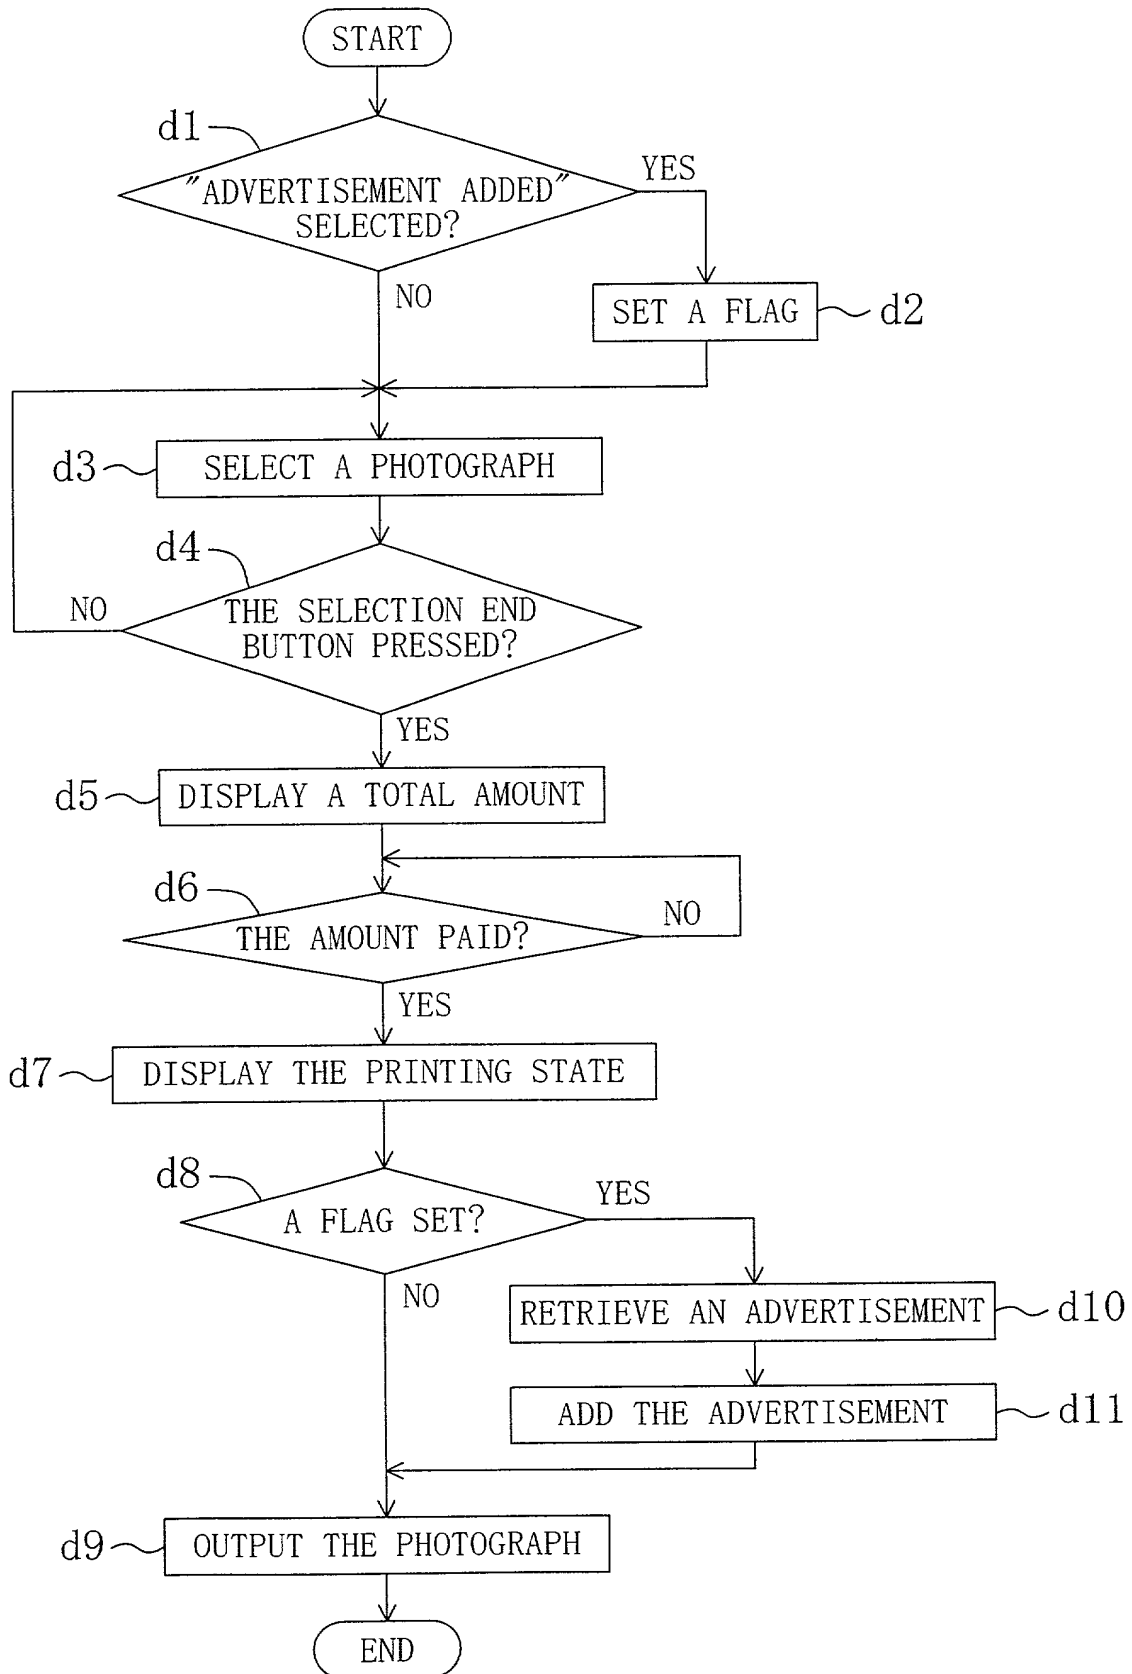 START
d1
"ADVERTISEMENT ADDED"
SELECTED?
YES
NO
SET A FLAG
d2
d3
SELECT A PHOTOGRAPH
d4
THE SELECTION END
BUTTON PRESSED?
NO
YES
d5
DISPLAY A TOTAL AMOUNT
d6
THE AMOUNT PAID?
NO
YES
d7
DISPLAY THE PRINTING STATE
d8
A FLAG SET?
YES
NO
RETRIEVE AN ADVERTISEMENT
d10
ADD THE ADVERTISEMENT
d11
d9
OUTPUT THE PHOTOGRAPH
END